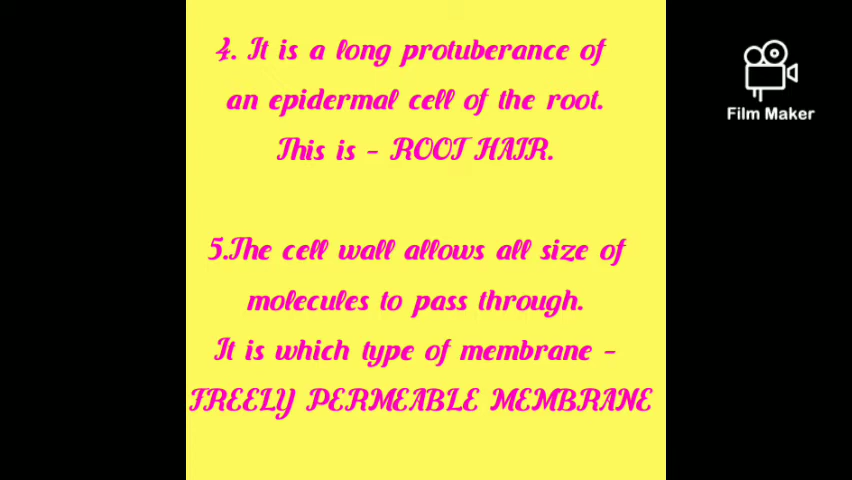 4. It is a long protuberance of
an epidermal cell of the root.
This is - ROOT HAIR.
5.The cell wall allows all size of
molecules to pass through.
It is which type of membrane -
FREELY PERMEABLE MEMBRANE
Film Maker